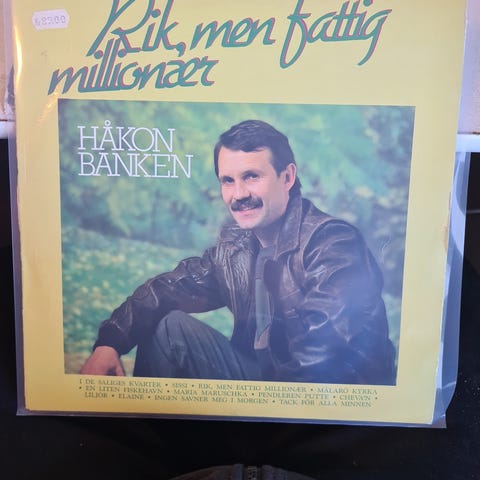 Rik, men fattig
millionær
HÅKON
BANKEN
I DE SALIGES KVARTER • SISSI • RIK, MEN FATTIG MILLIONÆR • MÅLARÖ KYRKA
• EN LITEN FISKEHAVN • MARIA MARUSCHKA • PENDLEREN PUTTE • CHEVA'N •
LILJOR • ELAINE • INGEN SAVNER MEG I MORGEN • TACK FÖR ALLA MINNEN